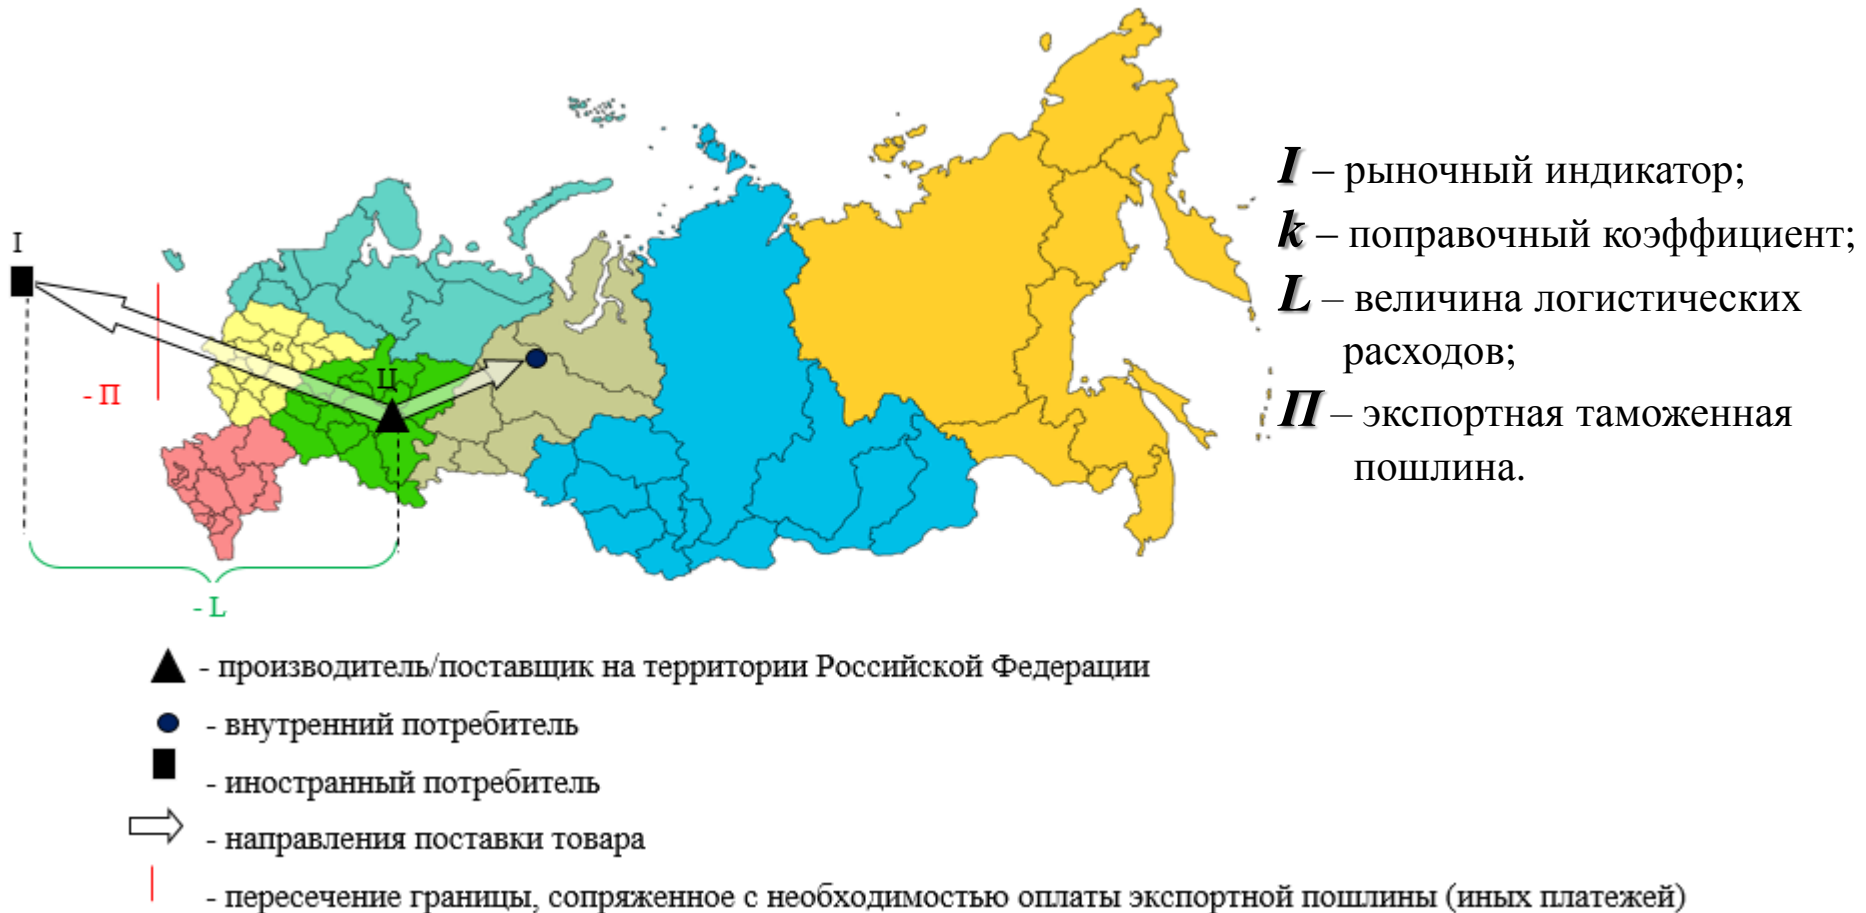 I
- П
Ц
- L
I – рыночный индикатор;
k – поправочный коэффициент;
L – величина логистических
расходов;
П – экспортная таможенная
пошлина.
- производитель/поставщик на территории Российской Федерации
- внутренний потребитель
- иностранный потребитель
- направления поставки товара
- пересечение границы, сопряженное с необходимостью оплаты экспортной пошлины (иных платежей)